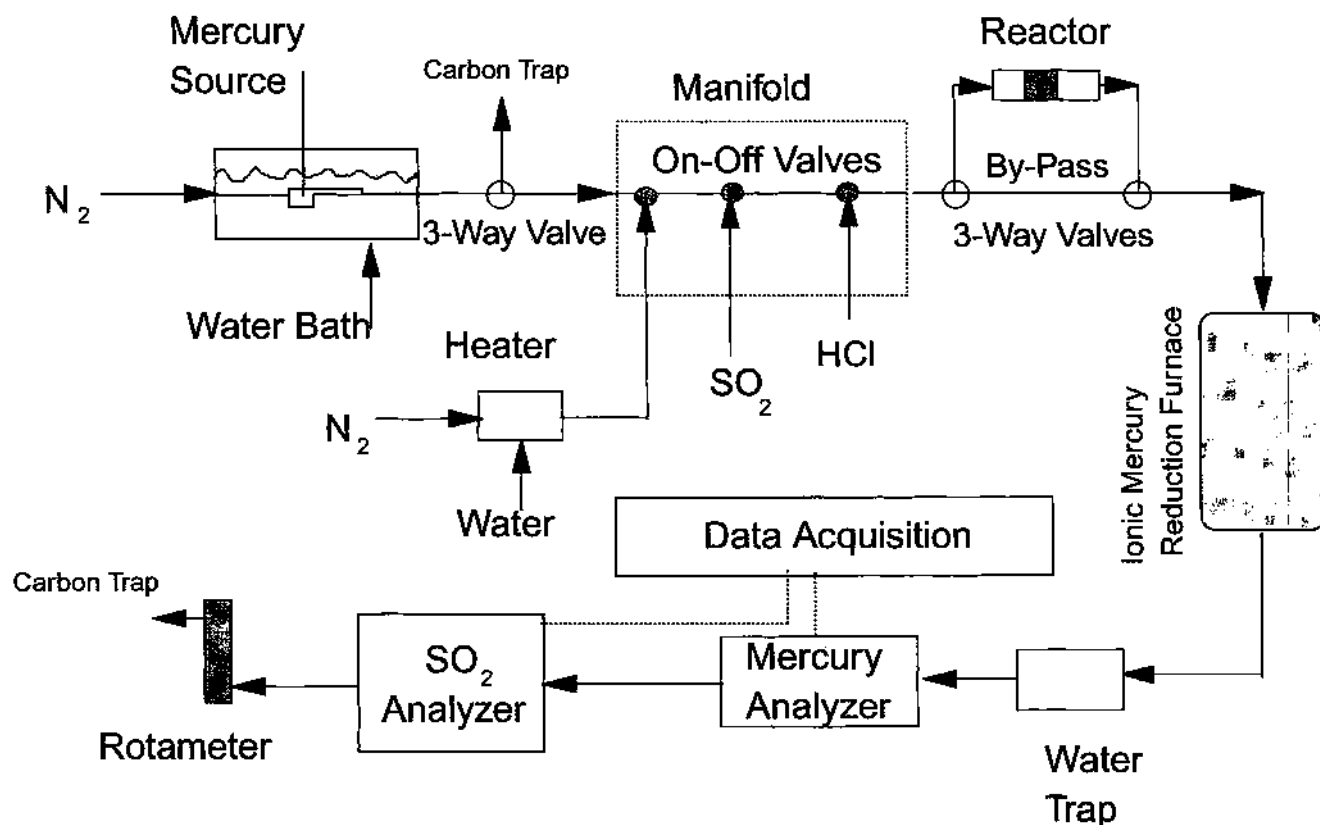 Mercury
Source
Carbon Trap
Reactor
Manifold
On-Off Valves
By-Pass
N2
3-Way Valve
3-Way Valves
Water Bath
Heater
SO2
HCl
N2
Water
Ionic Mercury
Reduction Furnace
Data Acquisition
Carbon Trap
SO2
Analyzer
Mercury
Analyzer
Rotameter
Water
Trap